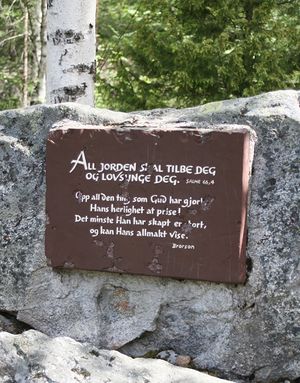 ALL JORDEN SKAL TILBE DEG
OG LOVSYNGE DEG. SALME 66,4
Opp all den ting som Gud har gjort
Hans herlighet at prise!
Det minste Han har skapt er stort,
og kan Hans allmakt vise.
Brorson